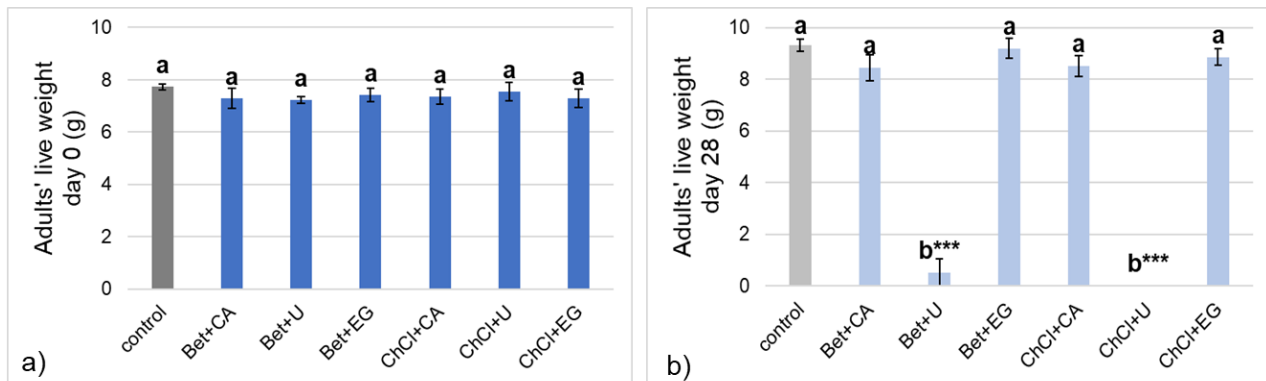 Adults' live weight
day 0 (g)
10
8
6
4
2
0
a
a
a
a
a
a
a
control
Bet+CA
Bet+U
Bet+EG
ChCl+CA
ChCl+U
ChCl+EG
a)
Adults' live weight
day 28 (g)
10
8
6
4
2
0
a
a
b***
a
a
b***
a
control
Bet+CA
Bet+U
Bet+EG
ChCl+CA
ChCl+U
ChCl+EG
b)